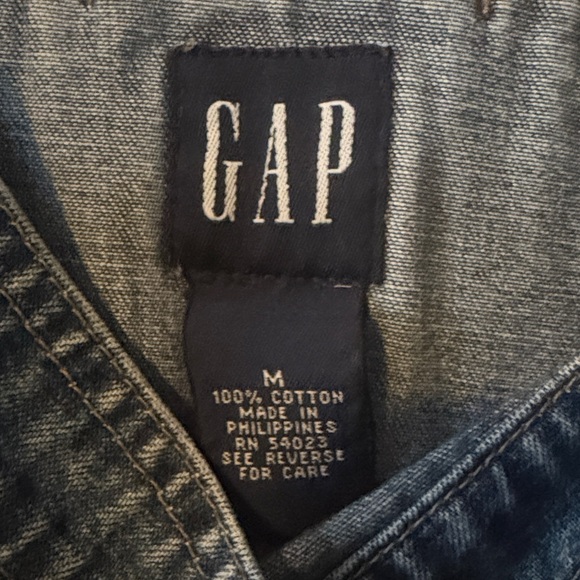 GAP
M
100% COTTON
MADE IN
PHILIPPINES
RN 54023
SEE REVERSE
FOR CARE